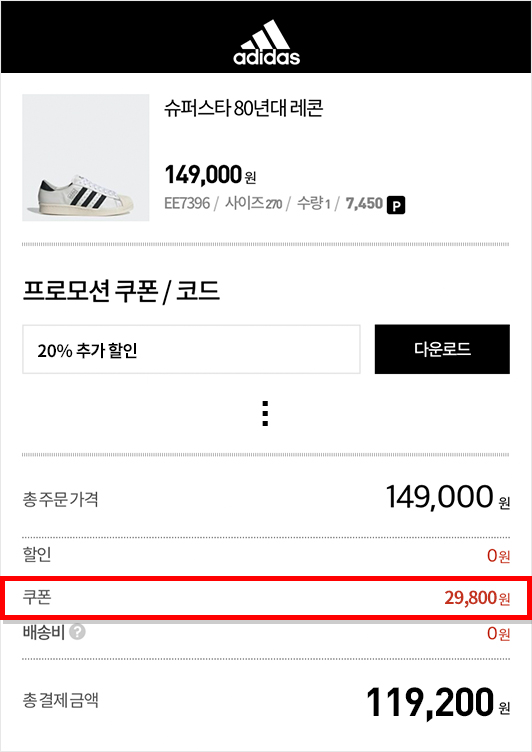 adidas
슈퍼스타 80년대 레콘
149,000 원
EE7396 / 사이즈 270 / 수량 1 / 7,450 P
프로모션 쿠폰 / 코드
20% 추가 할인 다운로드
총 주문 가격 149,000 원
할인 0 원
쿠폰 29,800 원
배송비 ? 0 원
총 결제 금액 119,200 원